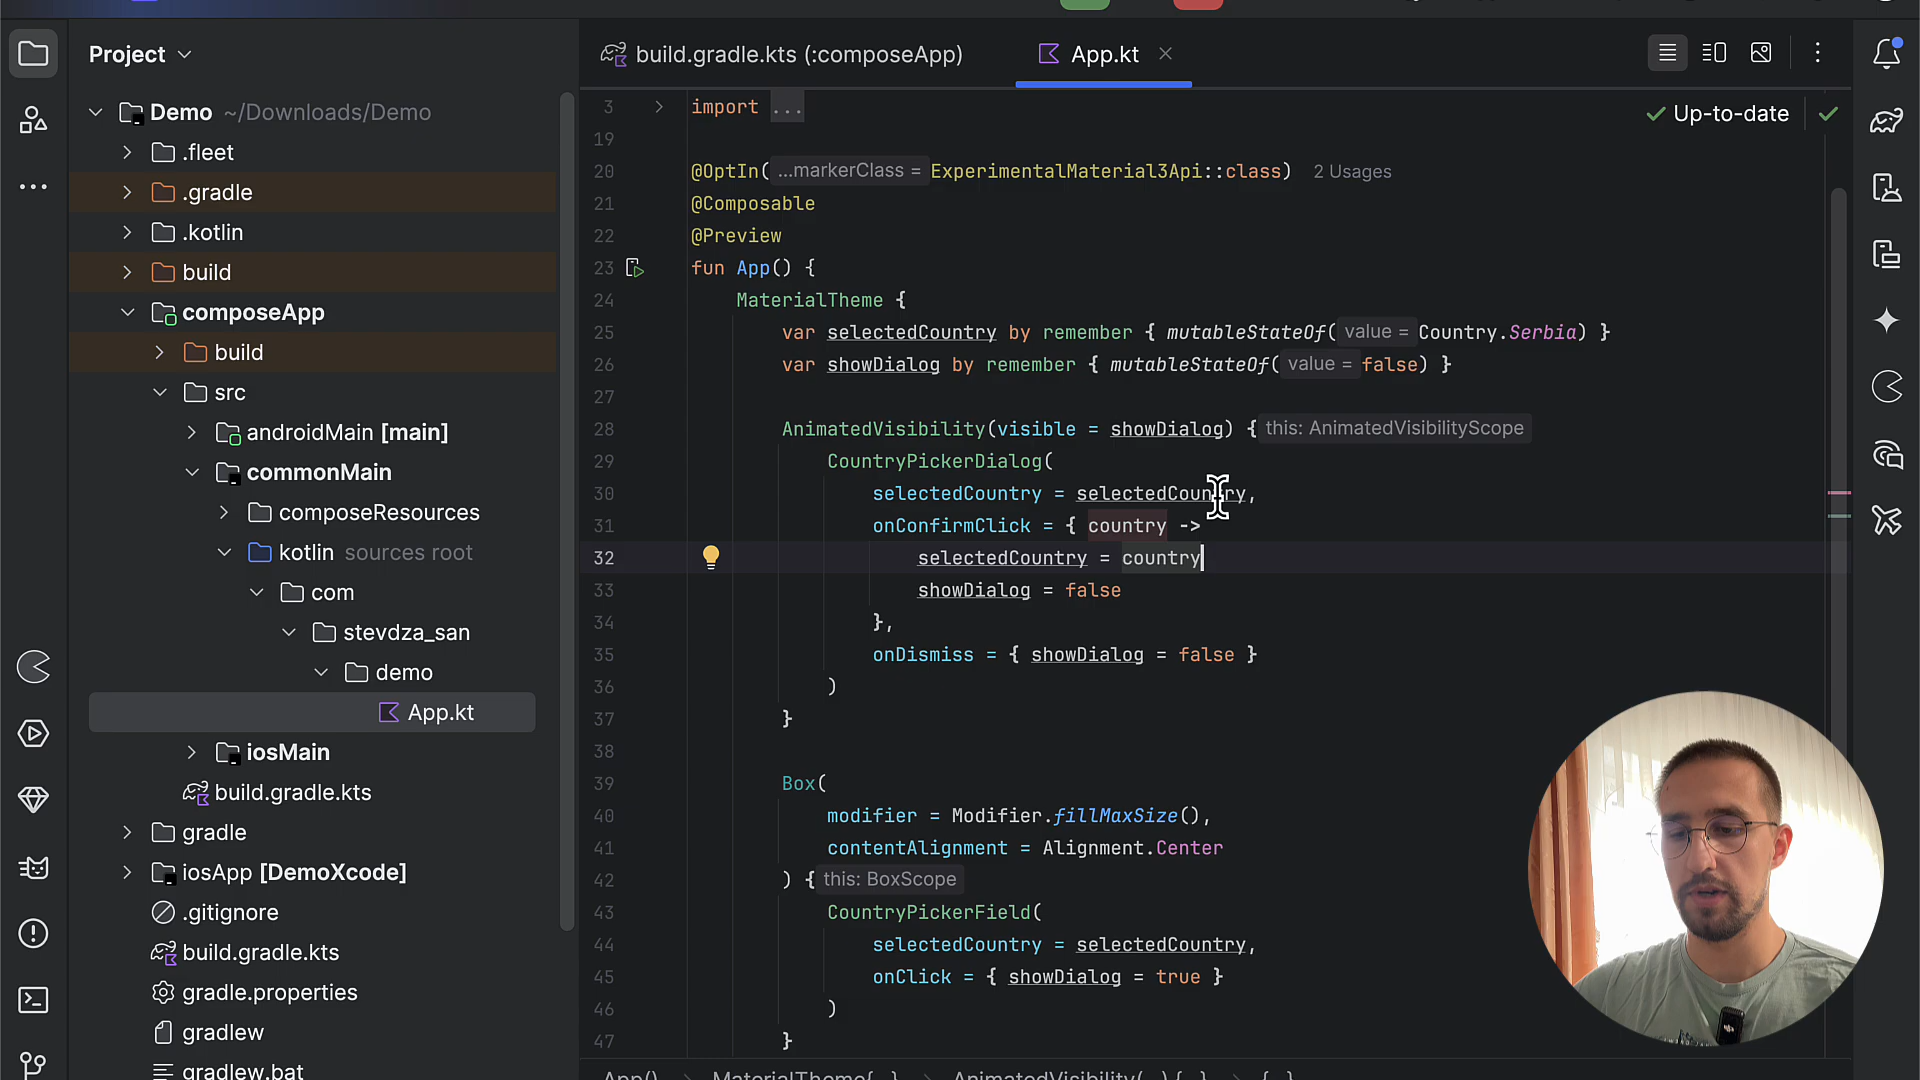 Project
Demo ~/Downloads/Demo
.fleet
.gradle
.kotlin
build
composeApp
build
src
androidMain [main]
commonMain
composeResources
kotlin sources root
com
stevdza_san
demo
App.kt
iosMain
build.gradle.kts
gradle
iosApp [DemoXcode]
.gitignore
build.gradle.kts
gradle.properties
gradlew
gradlew.bat
build.gradle.kts (:composeApp)
App.kt
Up-to-date
3 import ...
19
20 @OptIn( ...markerClass = ExperimentalMaterial3Api::class) 2 Usages
21 @Composable
22 @Preview
23 fun App() {
24 MaterialTheme {
25 var selectedCountry by remember { mutableStateOf( value = Country.Serbia) }
26 var showDialog by remember { mutableStateOf( value = false) }
27
28 AnimatedVisibility(visible = showDialog) { this: AnimatedVisibilityScope
29 CountryPickerDialog(
30 selectedCountry = selectedCountry,
31 onConfirmClick = { country ->
32 selectedCountry = country
33 showDialog = false
34 },
35 onDismiss = { showDialog = false }
36 )
37 }
38
39 Box(
40 modifier = Modifier.fillMaxSize(),
41 contentAlignment = Alignment.Center
42 ) { this: BoxScope
43 CountryPickerField(
44 selectedCountry = selectedCountry,
45 onClick = { showDialog = true }
46 )
47 }